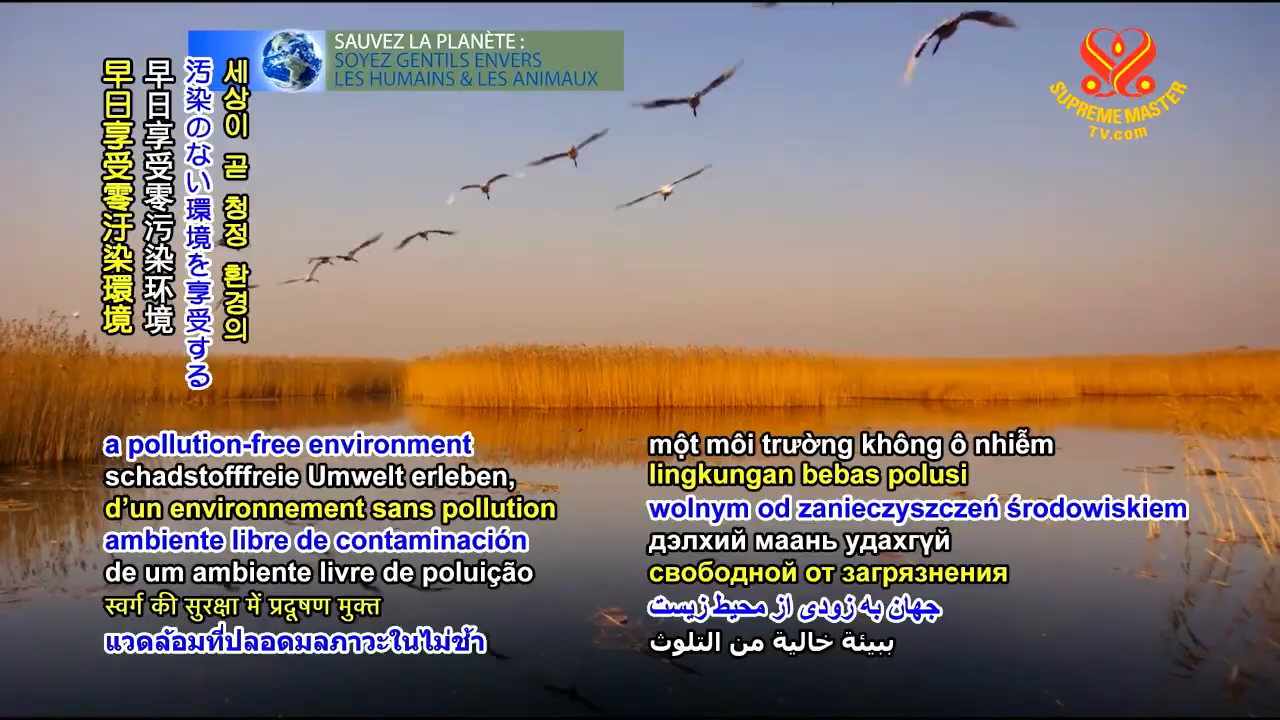 SAUVEZ LA PLANÈTE :
SOYEZ GENTILS ENVERS
LES HUMAINS & LES ANIMAUX
SUPREME MASTER
TV.com
세상이 곧 청정 환경의
汚染のない環境を享受する
早日享受零污染环境
早日享受零汙染環境
a pollution-free environment
schadstofffreie Umwelt erleben,
d’un environnement sans pollution
ambiente libre de contaminación
de um ambiente livre de poluição
स्वर्ग की सुरक्षा में प्रदूषण मुक्त
แวดล้อมที่ปลอดมลภาวะในไม่ช้า
một môi trường không ô nhiễm
lingkungan bebas polusi
wolnym od zanieczyszczeń środowiskiem
дэлхий маань удахгүй
свободной от загрязнения
جهان به زودی از محیط زیست
ببيئة خالية من التلوث